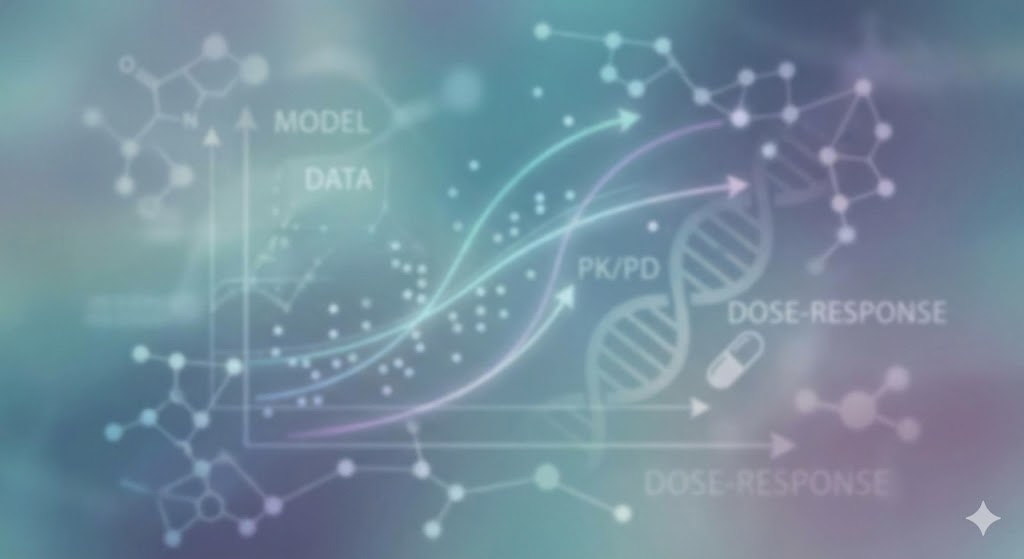 O
N
MODEL
DATA
PK/PD
DOSE-RESPONSE
DOSE-RESPONSE